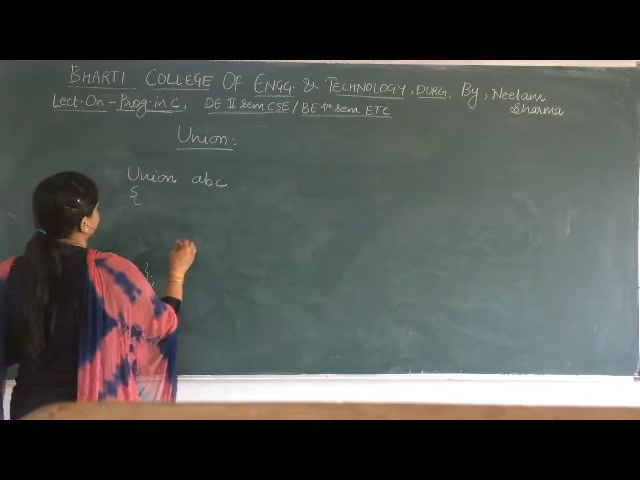 BHARTI COLLEGE OF ENGG. & TECHNOLOGY, DURG, By, Neelam Sharma
Lect. On - Prog. in C, DE II sem CSE / BE 1st sem ETC
Union:
Union abc
{
};